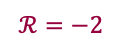 ℛ = −2